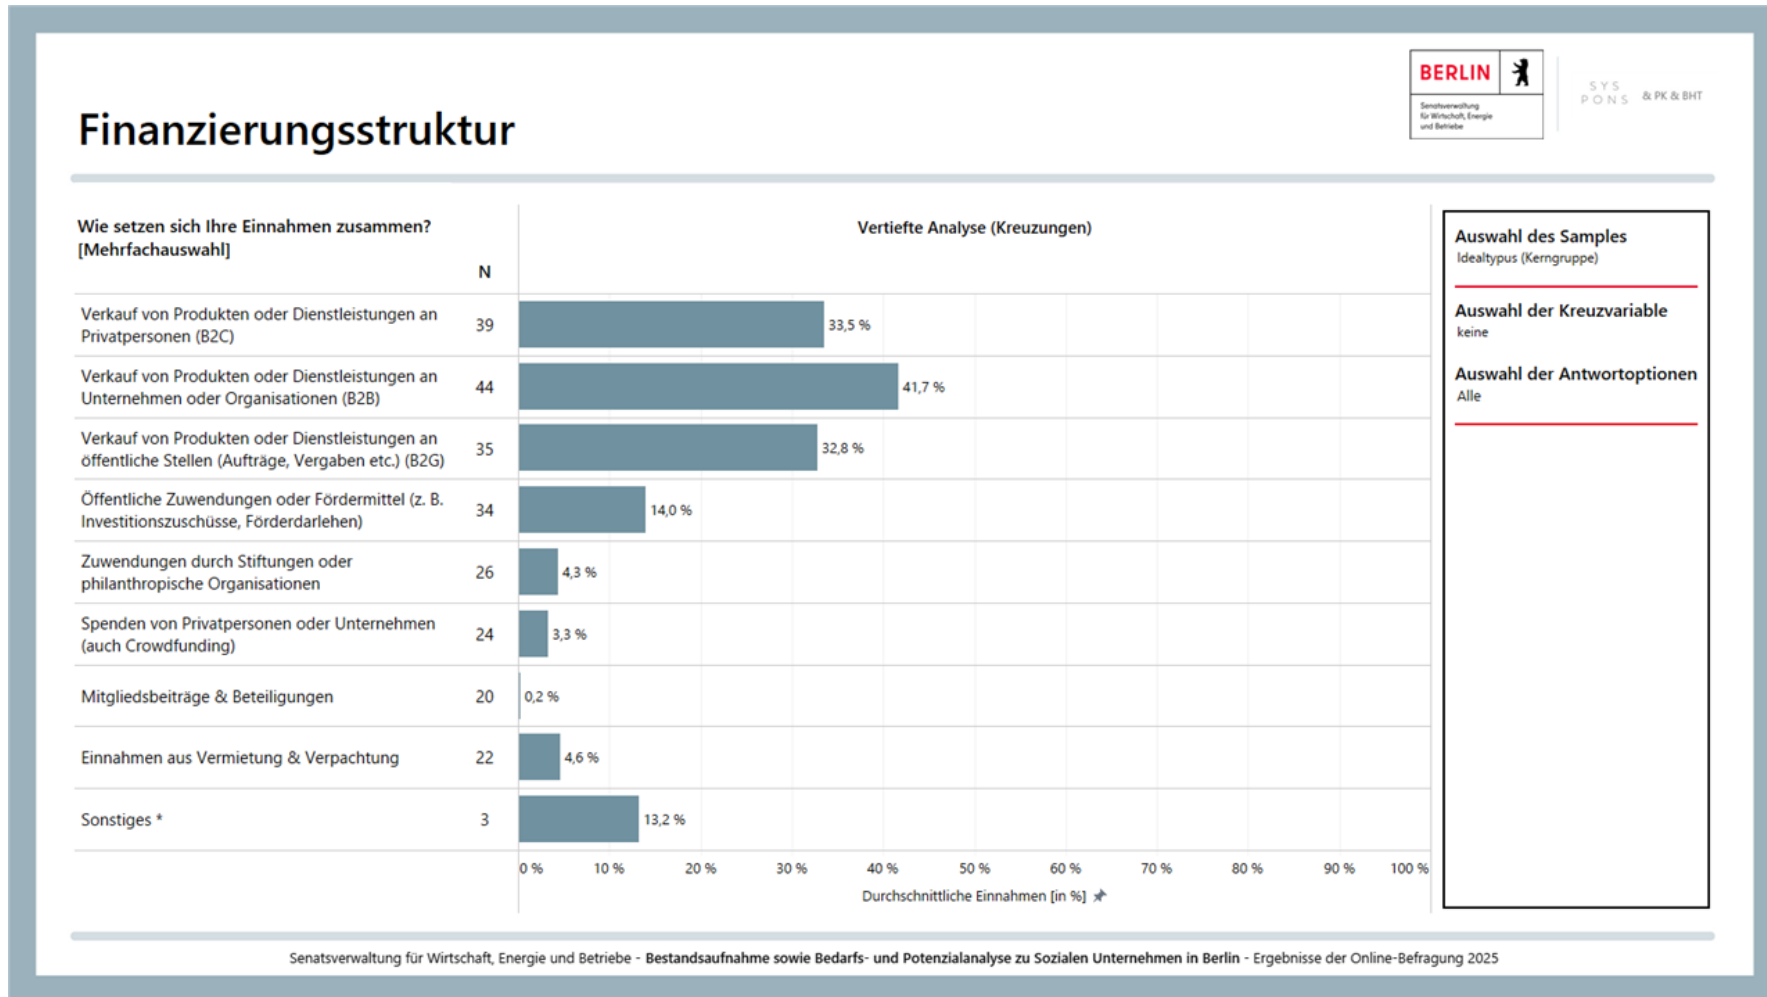 BERLIN
Senatsverwaltung
für Wirtschaft, Energie
und Betriebe
SYS
PONS
& PK & BHT
Finanzierungsstruktur
Wie setzen sich Ihre Einnahmen zusammen?
[Mehrfachauswahl]
N
Vertiefte Analyse (Kreuzungen)
Verkauf von Produkten oder Dienstleistungen an
Privatpersonen (B2C)
39
33,5 %
Verkauf von Produkten oder Dienstleistungen an
Unternehmen oder Organisationen (B2B)
44
41,7 %
Verkauf von Produkten oder Dienstleistungen an
öffentliche Stellen (Aufträge, Vergaben etc.) (B2G)
35
32,8 %
Öffentliche Zuwendungen oder Fördermittel (z. B.
Investitionszuschüsse, Förderdarlehen)
34
14,0 %
Zuwendungen durch Stiftungen oder
philanthropische Organisationen
26
4,3 %
Spenden von Privatpersonen oder Unternehmen
(auch Crowdfunding)
24
3,3 %
Mitgliedsbeiträge & Beteiligungen
20
0,2 %
Einnahmen aus Vermietung & Verpachtung
22
4,6 %
Sonstiges *
3
13,2 %
0 % 10 % 20 % 30 % 40 % 50 % 60 % 70 % 80 % 90 % 100 %
Durchschnittliche Einnahmen [in %]
Auswahl des Samples
Idealtypus (Kerngruppe)
Auswahl der Kreuzvariable
keine
Auswahl der Antwortoptionen
Alle
Senatsverwaltung für Wirtschaft, Energie und Betriebe - Bestandsaufnahme sowie Bedarfs- und Potenzialanalyse zu Sozialen Unternehmen in Berlin - Ergebnisse der Online-Befragung 2025